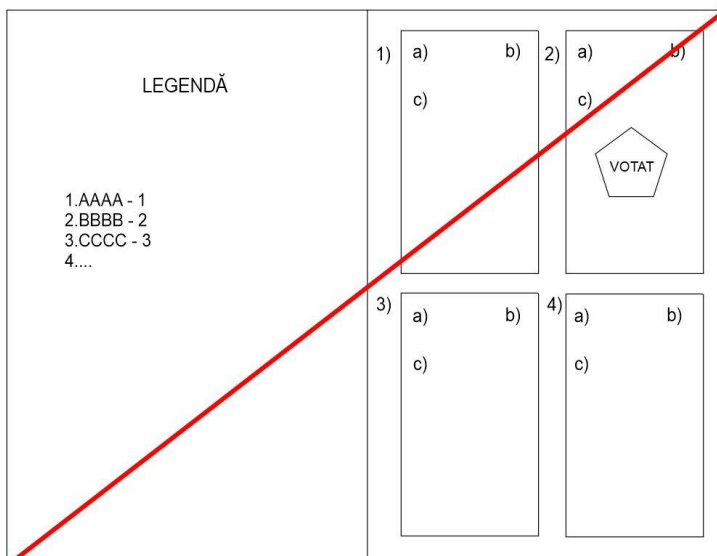 LEGENDĂ
1.AAAA - 1
2.BBBB - 2
3.CCCC - 3
4....
1) a) b)
c)
2) a) b)
c)
VOTAT
3) a) b)
c)
4) a) b)
c)